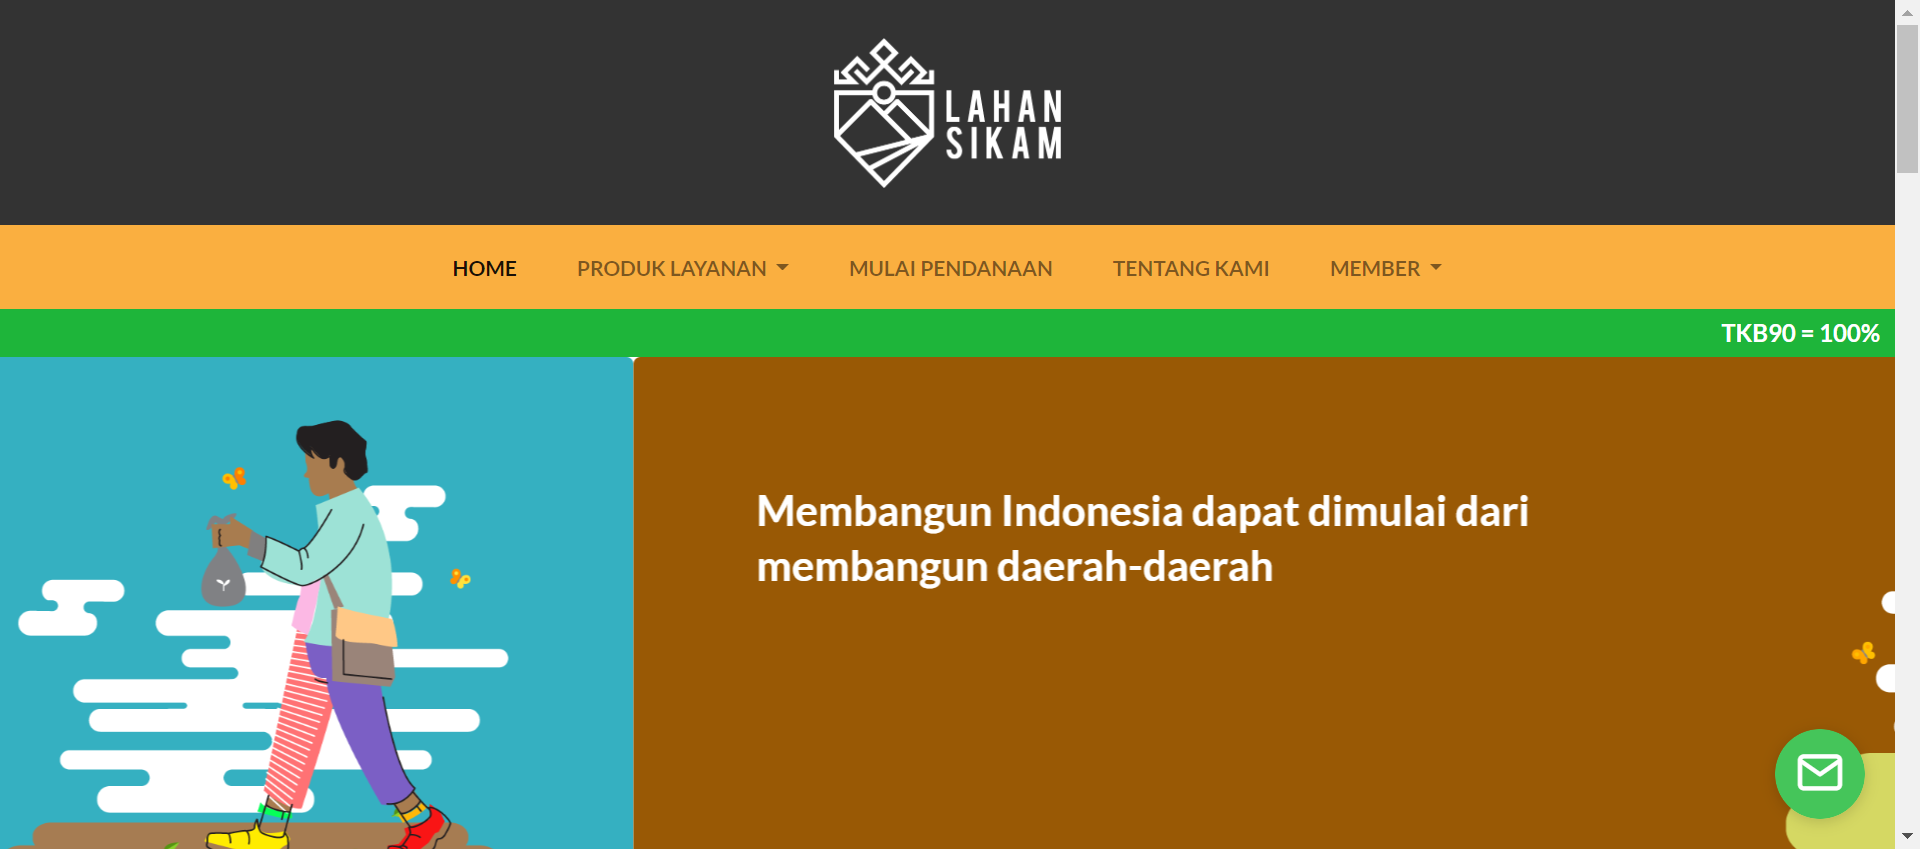 LAHAN
SIKAM
HOME PRODUK LAYANAN MULAI PENDANAAN TENTANG KAMI MEMBER
TKB90 = 100%
Membangun Indonesia dapat dimulai dari
membangun daerah-daerah